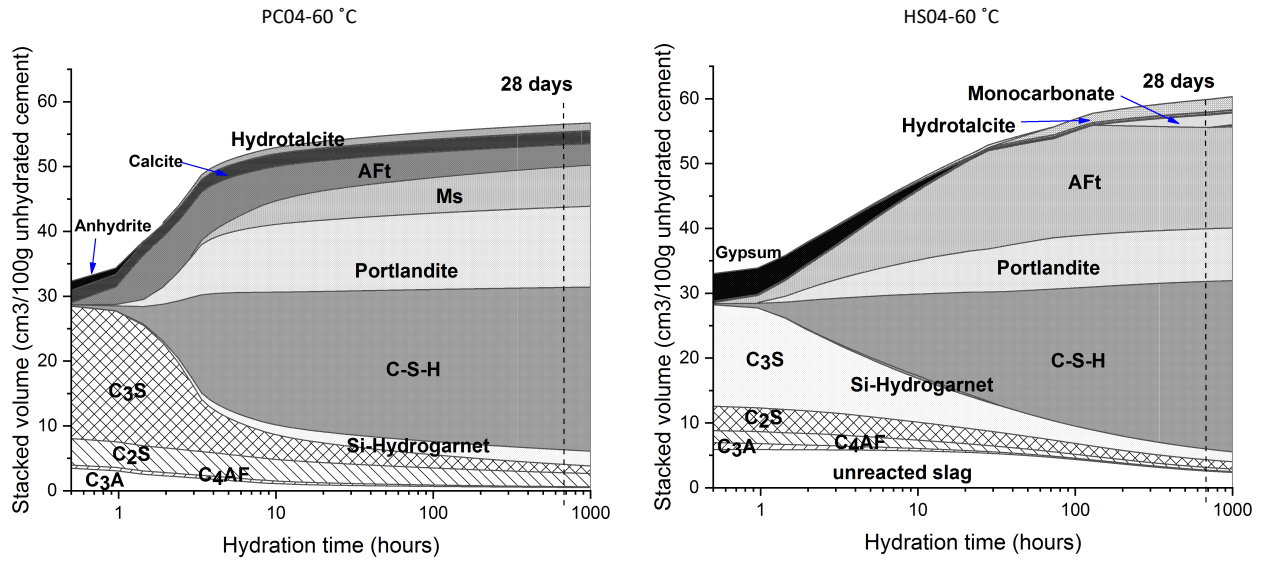 PC04-60 ˚C
Stacked volume (cm3/100g unhydrated cement)
60
50
40
30
20
10
0
28 days
Hydrotalcite
Calcite
AFt
Ms
Anhydrite
Portlandite
C-S-H
C3S
Si-Hydrogarnet
C2S
C4AF
C3A
1
10
100
1000
Hydration time (hours)
HS04-60 ˚C
Stacked volume (cm3/100g unhydrated cement)
60
50
40
30
20
10
0
28 days
Monocarbonate
Hydrotalcite
AFt
Gypsum
Portlandite
C3S
C-S-H
Si-Hydrogarnet
C2S
C3A
C4AF
unreacted slag
1
10
100
1000
Hydration time (hours)